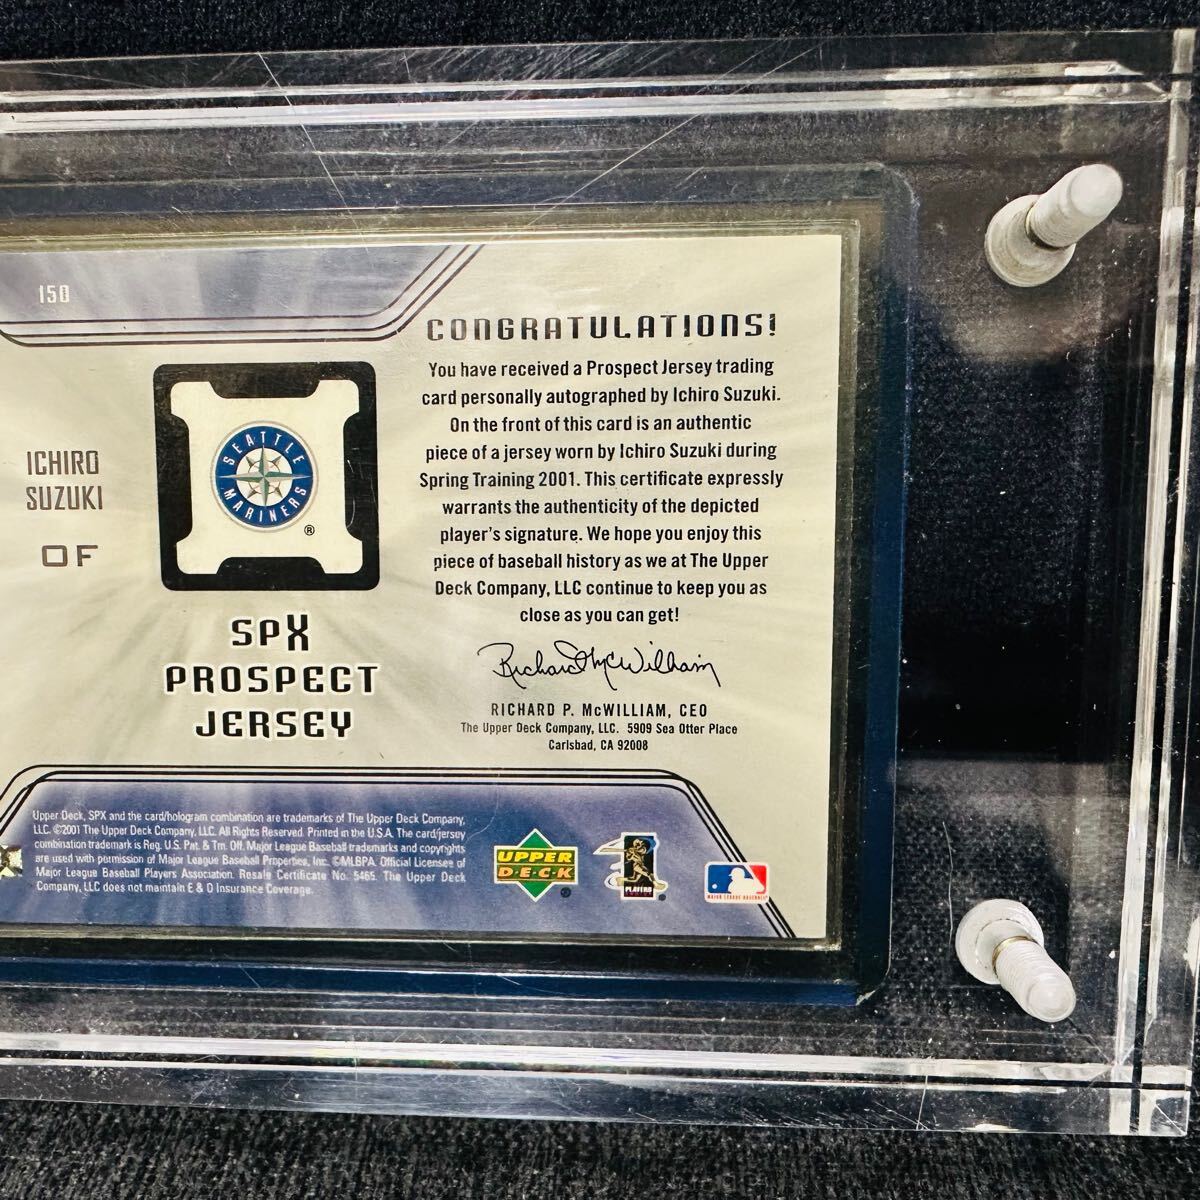 150
ICHIRO
SUZUKI
OF
SEATTLE
MARINERS
®
SPX
PROSPECT
JERSEY
CONGRATULATIONS!
You have received a Prospect Jersey trading
card personally autographed by Ichiro Suzuki.
On the front of this card is an authentic
piece of a jersey worn by Ichiro Suzuki during
Spring Training 2001. This certificate expressly
warrants the authenticity of the depicted
player's signature. We hope you enjoy this
piece of baseball history as we at The Upper
Deck Company, LLC continue to keep you as
close as you can get!
Richard P. McWilliam
RICHARD P. McWILLIAM, CEO
The Upper Deck Company, LLC. 5909 Sea Otter Place
Carlsbad, CA 92008
Upper Deck, SPX and the card/hologram combination are trademarks of The Upper Deck Company,
LLC. ©2001 The Upper Deck Company, LLC. All Rights Reserved. Printed in the U.S.A. The card/jersey
combination trademark is Reg. U.S. Pat. & Tm. Off. Major League Baseball trademarks and copyrights
are used with permission of Major League Baseball Properties, Inc. ©MLBPA. Official Licensee of
Major League Baseball Players Association. Resale Certificate No. 5465. The Upper Deck
Company, LLC does not maintain E & O Insurance Coverage.
UPPER
D·E·C·K
®
PLAYERS
CHOICE
®
MAJOR LEAGUE BASEBALL